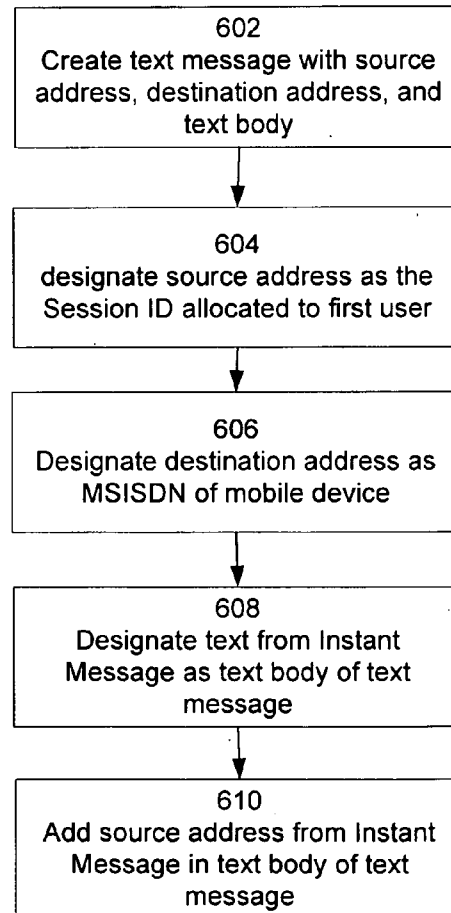 602
Create text message with source
address, destination address, and
text body
604
designate source address as the
Session ID allocated to first user
606
Designate destination address as
MSISDN of mobile device
608
Designate text from Instant
Message as text body of text
message
610
Add source address from Instant
Message in text body of text
message